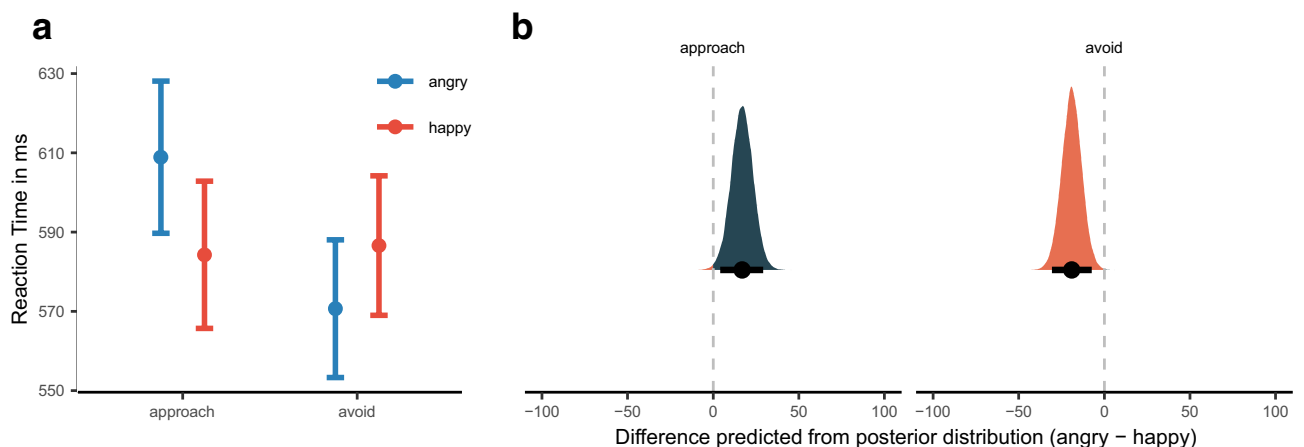 a
Reaction Time in ms
630
610
590
570
550
angry
happy
approach
avoid
b
approach
avoid
−100
−50
0
50
100
−100
−50
0
50
100
Difference predicted from posterior distribution (angry − happy)